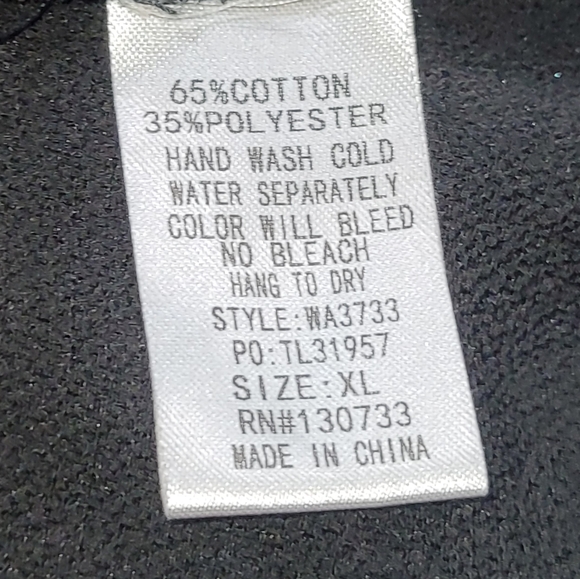 65%COTTON
35%POLYESTER
HAND WASH COLD
WATER SEPARATELY
COLOR WILL BLEED
NO BLEACH
HANG TO DRY
STYLE:WA3733
PO:TL31957
SIZE:XL
RN#130733
MADE IN CHINA